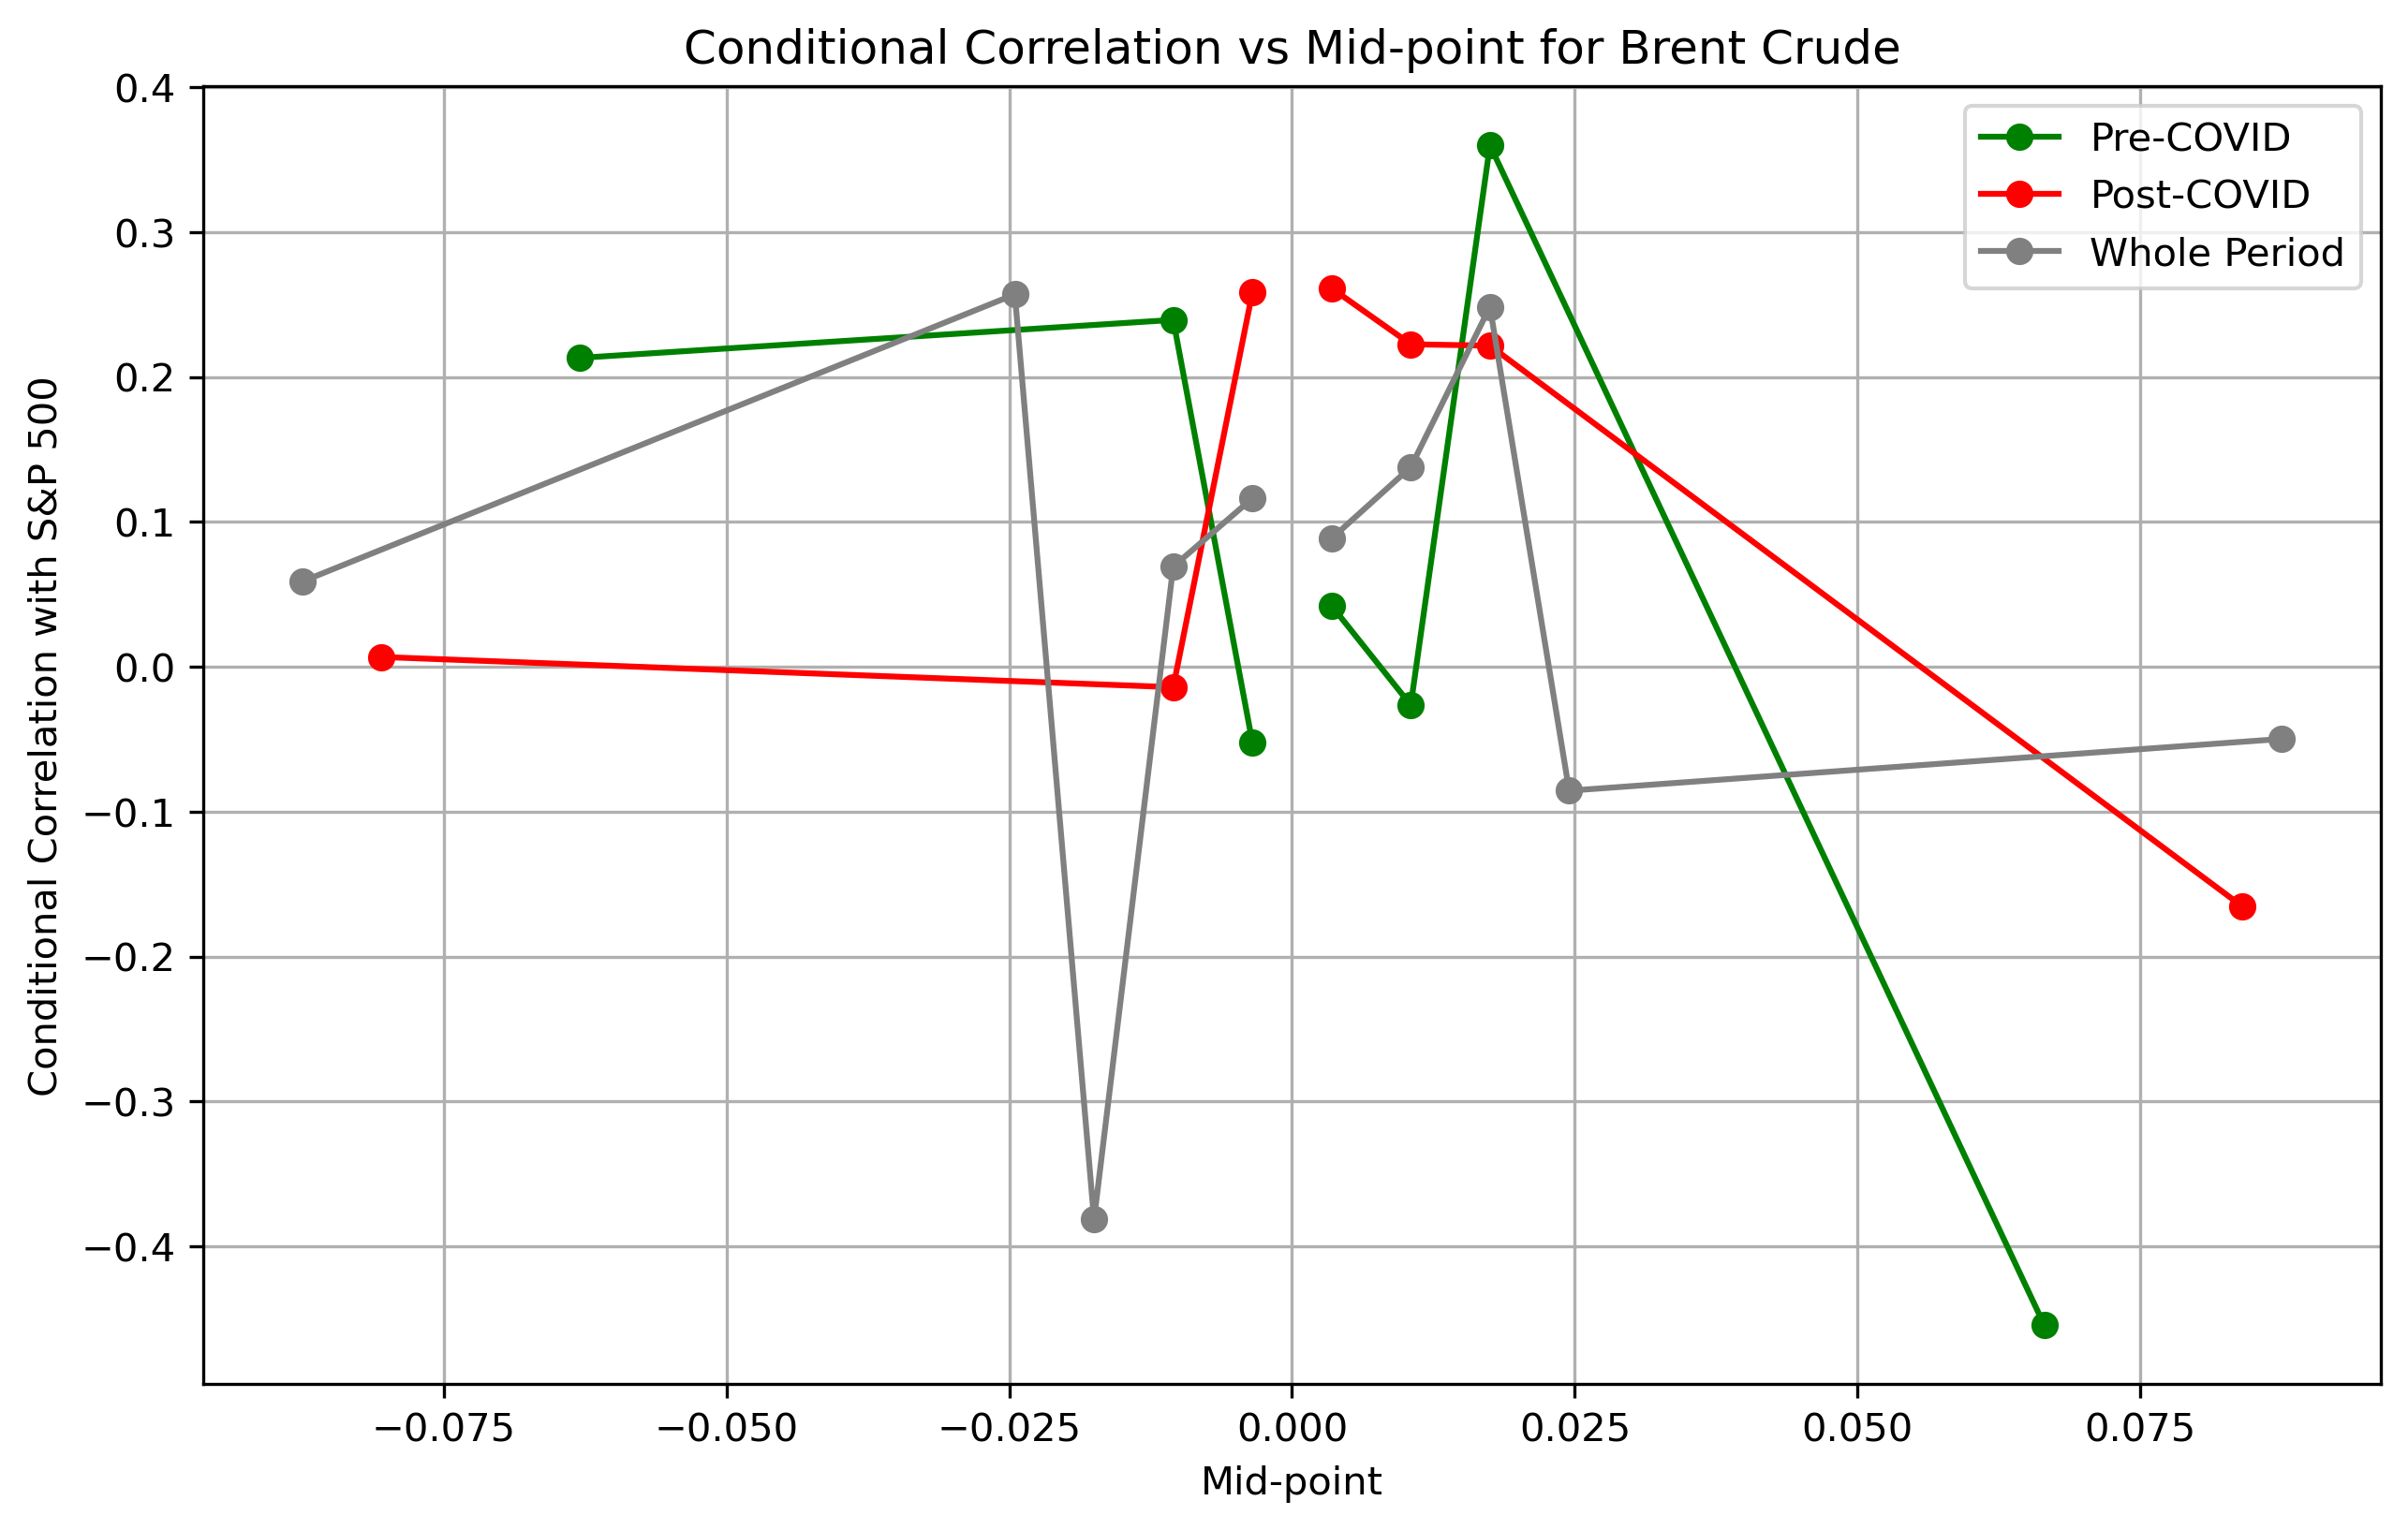 Conditional Correlation vs Mid-point for Brent Crude
Conditional Correlation with S&P 500
0.4
0.3
0.2
0.1
0.0
−0.1
−0.2
−0.3
−0.4
Pre-COVID
Post-COVID
Whole Period
−0.075 −0.050 −0.025 0.000 0.025 0.050 0.075
Mid-point